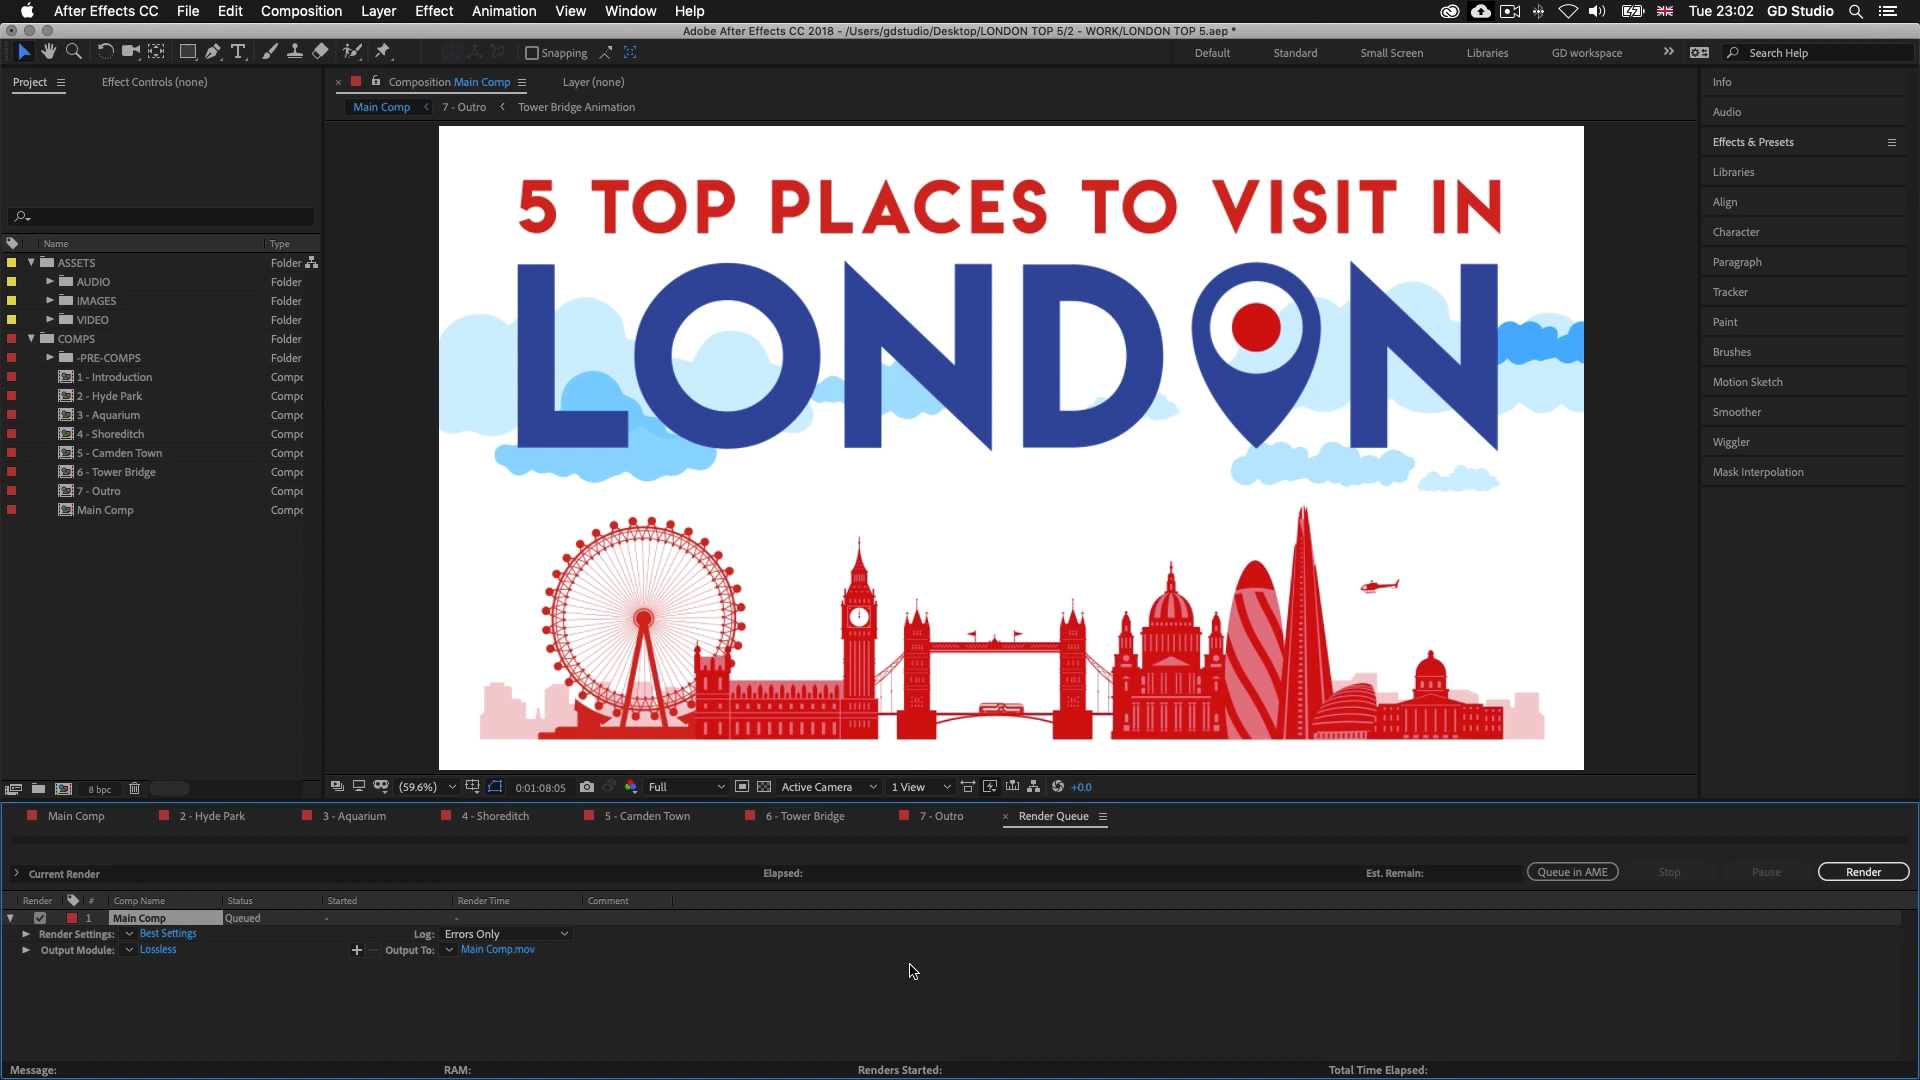 After Effects CC File Edit Composition Layer Effect Animation View Window Help Tue 23:02 GD Studio
Adobe After Effects CC 2018 - /Users/gdstudio/Desktop/LONDON TOP 5/2 - WORK/LONDON TOP 5.aep *
Snapping Default Standard Small Screen Libraries GD workspace Search Help
Project Effect Controls (none) Composition Main Comp Layer (none) Info
Main Comp 7 - Outro Tower Bridge Animation
Audio
Effects & Presets
Libraries
Align
Character
Paragraph
Tracker
Paint
Brushes
Motion Sketch
Smoother
Wiggler
Mask Interpolation
5 TOP PLACES TO VISIT IN
LONDON
Name Type
ASSETS Folder
AUDIO Folder
IMAGES Folder
VIDEO Folder
COMPS Folder
-PRE-COMPS Folder
1 - Introduction Compc
2 - Hyde Park Compc
3 - Aquarium Compc
4 - Shoreditch Compc
5 - Camden Town Compc
6 - Tower Bridge Compc
7 - Outro Compc
Main Comp Compc
8 bpc (59.6%) 0:01:08:05 Full Active Camera 1 View +0.0
Main Comp 2 - Hyde Park 3 - Aquarium 4 - Shoreditch 5 - Camden Town 6 - Tower Bridge 7 - Outro × Render Queue
Current Render Elapsed: Est. Remain: Queue in AME Stop Pause Render
Render # Comp Name Status Started Render Time Comment
1 Main Comp Queued - -
Render Settings: Best Settings Log: Errors Only
Output Module: Lossless Output To: Main Comp.mov
Message: RAM: Renders Started: Total Time Elapsed: